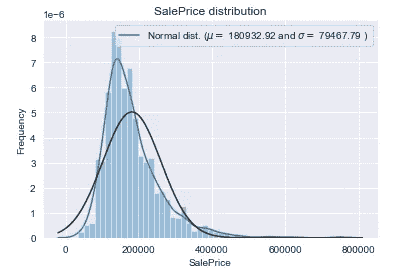 SalePrice distribution
1e−6
Normal dist. (μ = 180932.92 and σ = 79467.79 )
8
7
6
5
4
3
2
1
0
Frequency
0 200000 400000 600000 800000
SalePrice